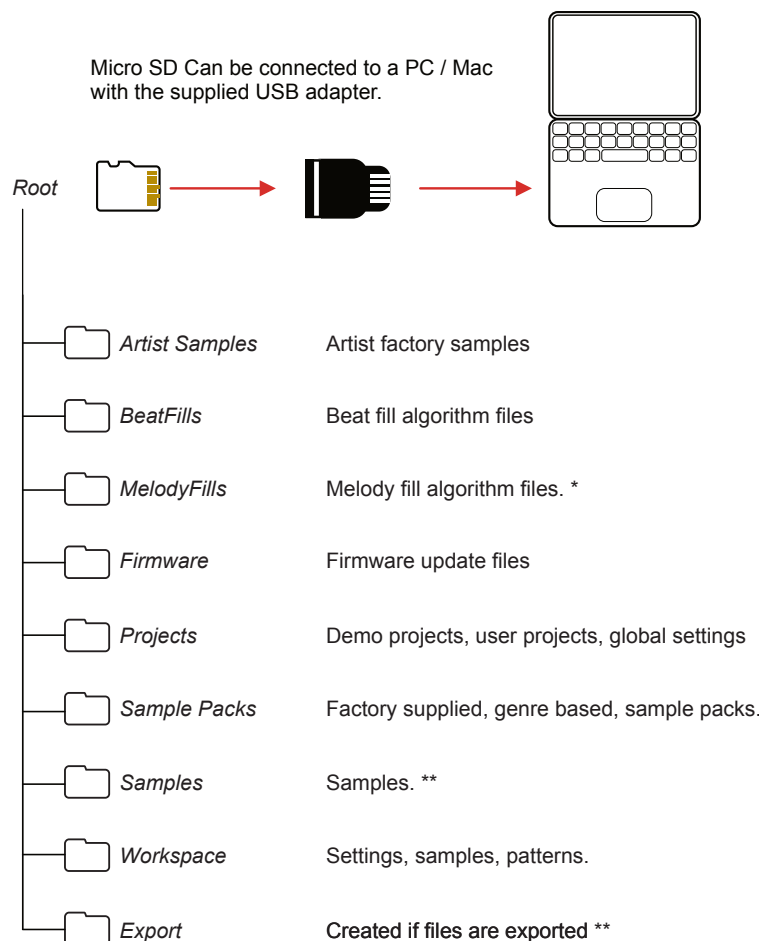 Micro SD Can be connected to a PC / Mac
with the supplied USB adapter.
Root
Artist Samples Artist factory samples
BeatFills Beat fill algorithm files
MelodyFills Melody fill algorithm files. *
Firmware Firmware update files
Projects Demo projects, user projects, global settings
Sample Packs Factory supplied, genre based, sample packs.
Samples Samples. **
Workspace Settings, samples, patterns.
Export Created if files are exported **